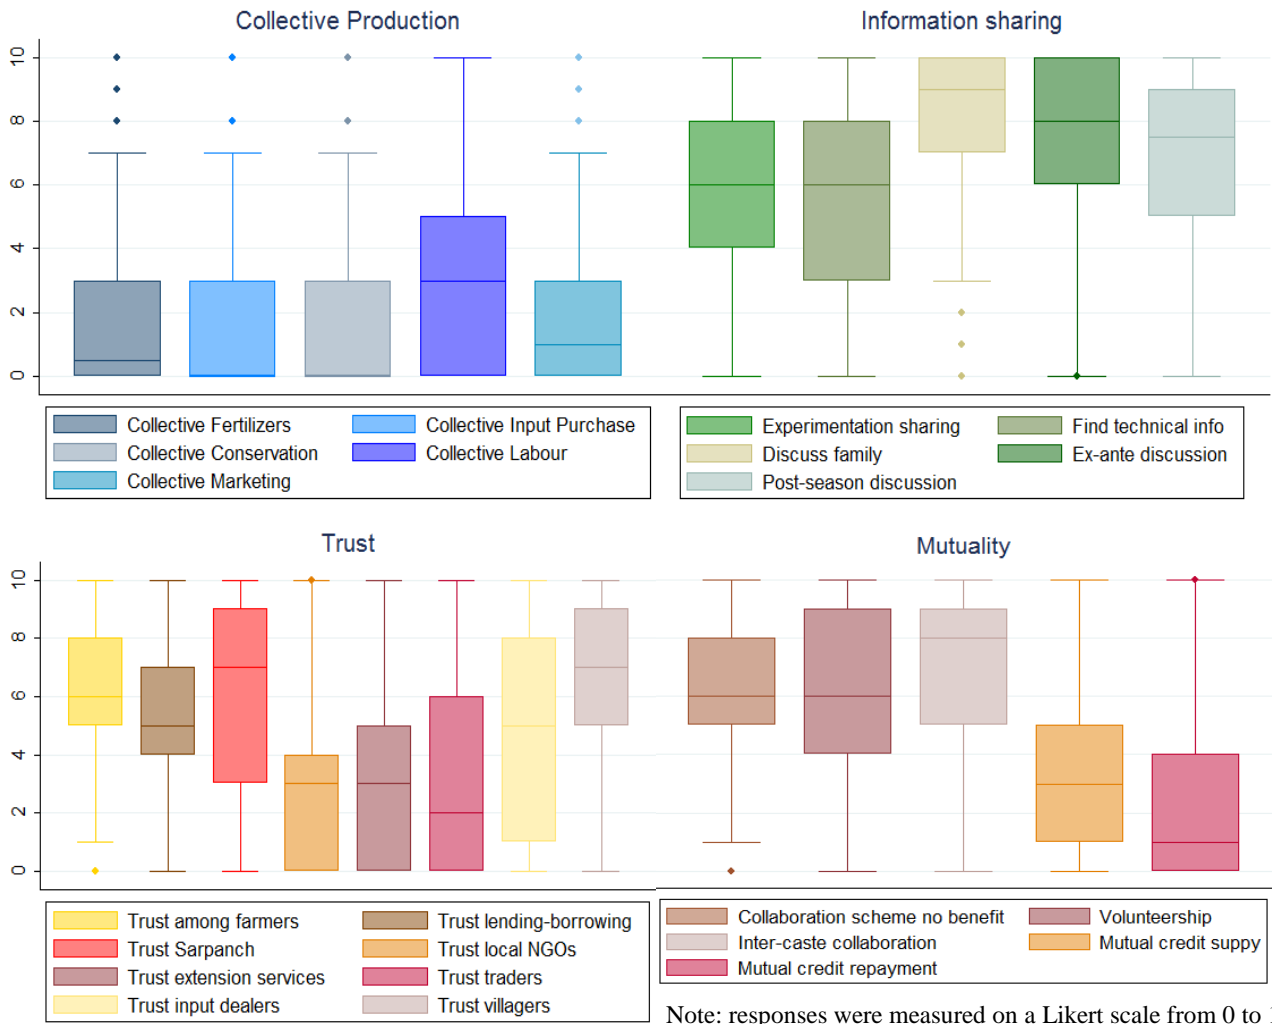 Collective Production
10
8
6
4
2
0
Collective Fertilizers
Collective Input Purchase
Collective Conservation
Collective Labour
Collective Marketing
Information sharing
Experimentation sharing
Find technical info
Discuss family
Ex-ante discussion
Post-season discussion
Trust
10
8
6
4
2
0
Trust among farmers
Trust lending-borrowing
Trust Sarpanch
Trust local NGOs
Trust extension services
Trust traders
Trust input dealers
Trust villagers
Mutuality
Collaboration scheme no benefit
Volunteership
Inter-caste collaboration
Mutual credit suppy
Mutual credit repayment
Note: responses were measured on a Likert scale from 0 to